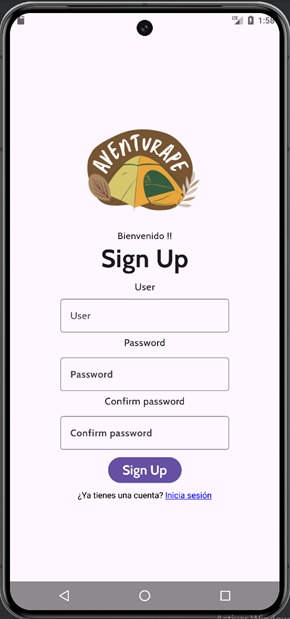 1:58
AVENTURAPE
Bienvenido !!
Sign Up
User
User
Password
Password
Confirm password
Confirm password
Sign Up
¿Ya tienes una cuenta? Inicia sesión
Activar Window